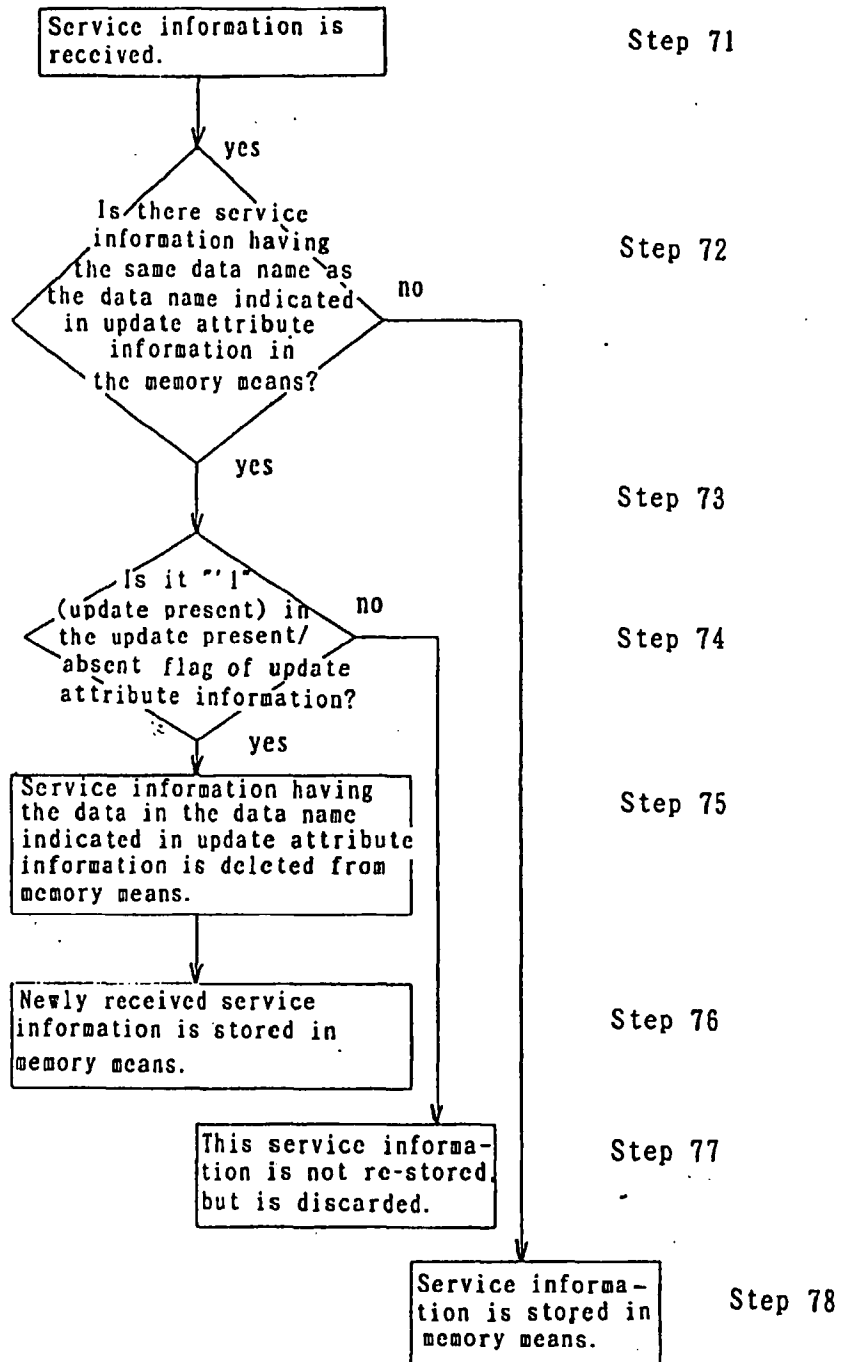 Service information is
received.
Step 71
yes
Is there service
information having
the same data name as
the data name indicated
in update attribute
information in
the memory means?
Step 72
no
yes
Step 73
Is it "'1"
(update present) in
the update present/
absent flag of update
attribute information?
no
Step 74
yes
Service information having
the data in the data name
indicated in update attribute
information is deleted from
memory means.
Step 75
Newly received service
information is stored in
memory means.
Step 76
This service informa-
tion is not re-stored,
but is discarded.
Step 77
Service informa-
tion is stored in
memory means.
Step 78